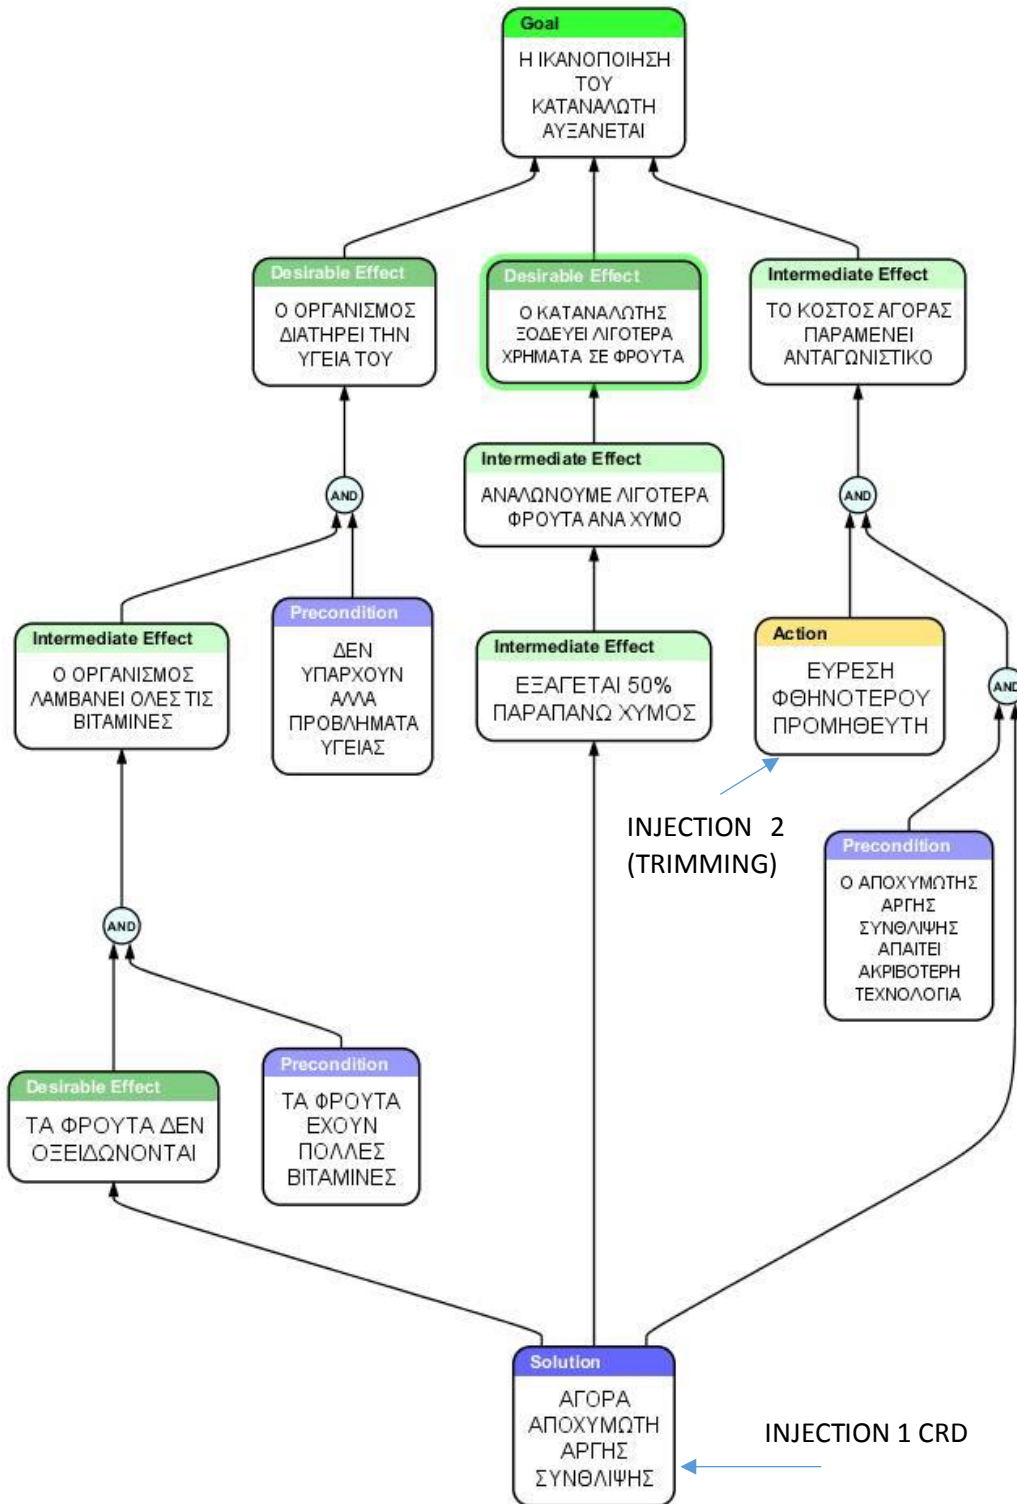 Goal
Η ΙΚΑΝΟΠΟΙΗΣΗ
ΤΟΥ
ΚΑΤΑΝΑΛΩΤΗ
ΑΥΞΑΝΕΤΑΙ
Desirable Effect
Ο ΟΡΓΑΝΙΣΜΟΣ
ΔΙΑΤΗΡΕΙ ΤΗΝ
ΥΓΕΙΑ ΤΟΥ
Desirable Effect
Ο ΚΑΤΑΝΑΛΩΤΗΣ
ΞΟΔΕΥΕΙ ΛΙΓΟΤΕΡΑ
ΧΡΗΜΑΤΑ ΣΕ ΦΡΟΥΤΑ
Intermediate Effect
ΤΟ ΚΟΣΤΟΣ ΑΓΟΡΑΣ
ΠΑΡΑΜΕΝΕΙ
ΑΝΤΑΓΩΝΙΣΤΙΚΟ
Intermediate Effect
ΑΝΑΛΩΝΟΥΜΕ ΛΙΓΟΤΕΡΑ
ΦΡΟΥΤΑ ΑΝΑ ΧΥΜΟ
AND
AND
Intermediate Effect
Ο ΟΡΓΑΝΙΣΜΟΣ
ΛΑΜΒΑΝΕΙ ΟΛΕΣ ΤΙΣ
ΒΙΤΑΜΙΝΕΣ
Precondition
ΔΕΝ
ΥΠΑΡΧΟΥΝ
ΑΛΛΑ
ΠΡΟΒΛΗΜΑΤΑ
ΥΓΕΙΑΣ
Intermediate Effect
ΕΞΑΓΕΤΑΙ 50%
ΠΑΡΑΠΑΝΩ ΧΥΜΟΣ
Action
ΕΥΡΕΣΗ
ΦΘΗΝΟΤΕΡΟΥ
ΠΡΟΜΗΘΕΥΤΗ
AND
INJECTION 2
(TRIMMING)
Precondition
Ο ΑΠΟΧΥΜΩΤΗΣ
ΑΡΓΗΣ
ΣΥΝΘΛΙΨΗΣ
ΑΠΑΙΤΕΙ
ΑΚΡΙΒΟΤΕΡΗ
ΤΕΧΝΟΛΟΓΙΑ
AND
Desirable Effect
ΤΑ ΦΡΟΥΤΑ ΔΕΝ
ΟΞΕΙΔΩΝΟΝΤΑΙ
Precondition
ΤΑ ΦΡΟΥΤΑ
ΕΧΟΥΝ
ΠΟΛΛΕΣ
ΒΙΤΑΜΙΝΕΣ
Solution
ΑΓΟΡΑ
ΑΠΟΧΥΜΩΤΗ
ΑΡΓΗΣ
ΣΥΝΘΛΙΨΗΣ
INJECTION 1 CRD